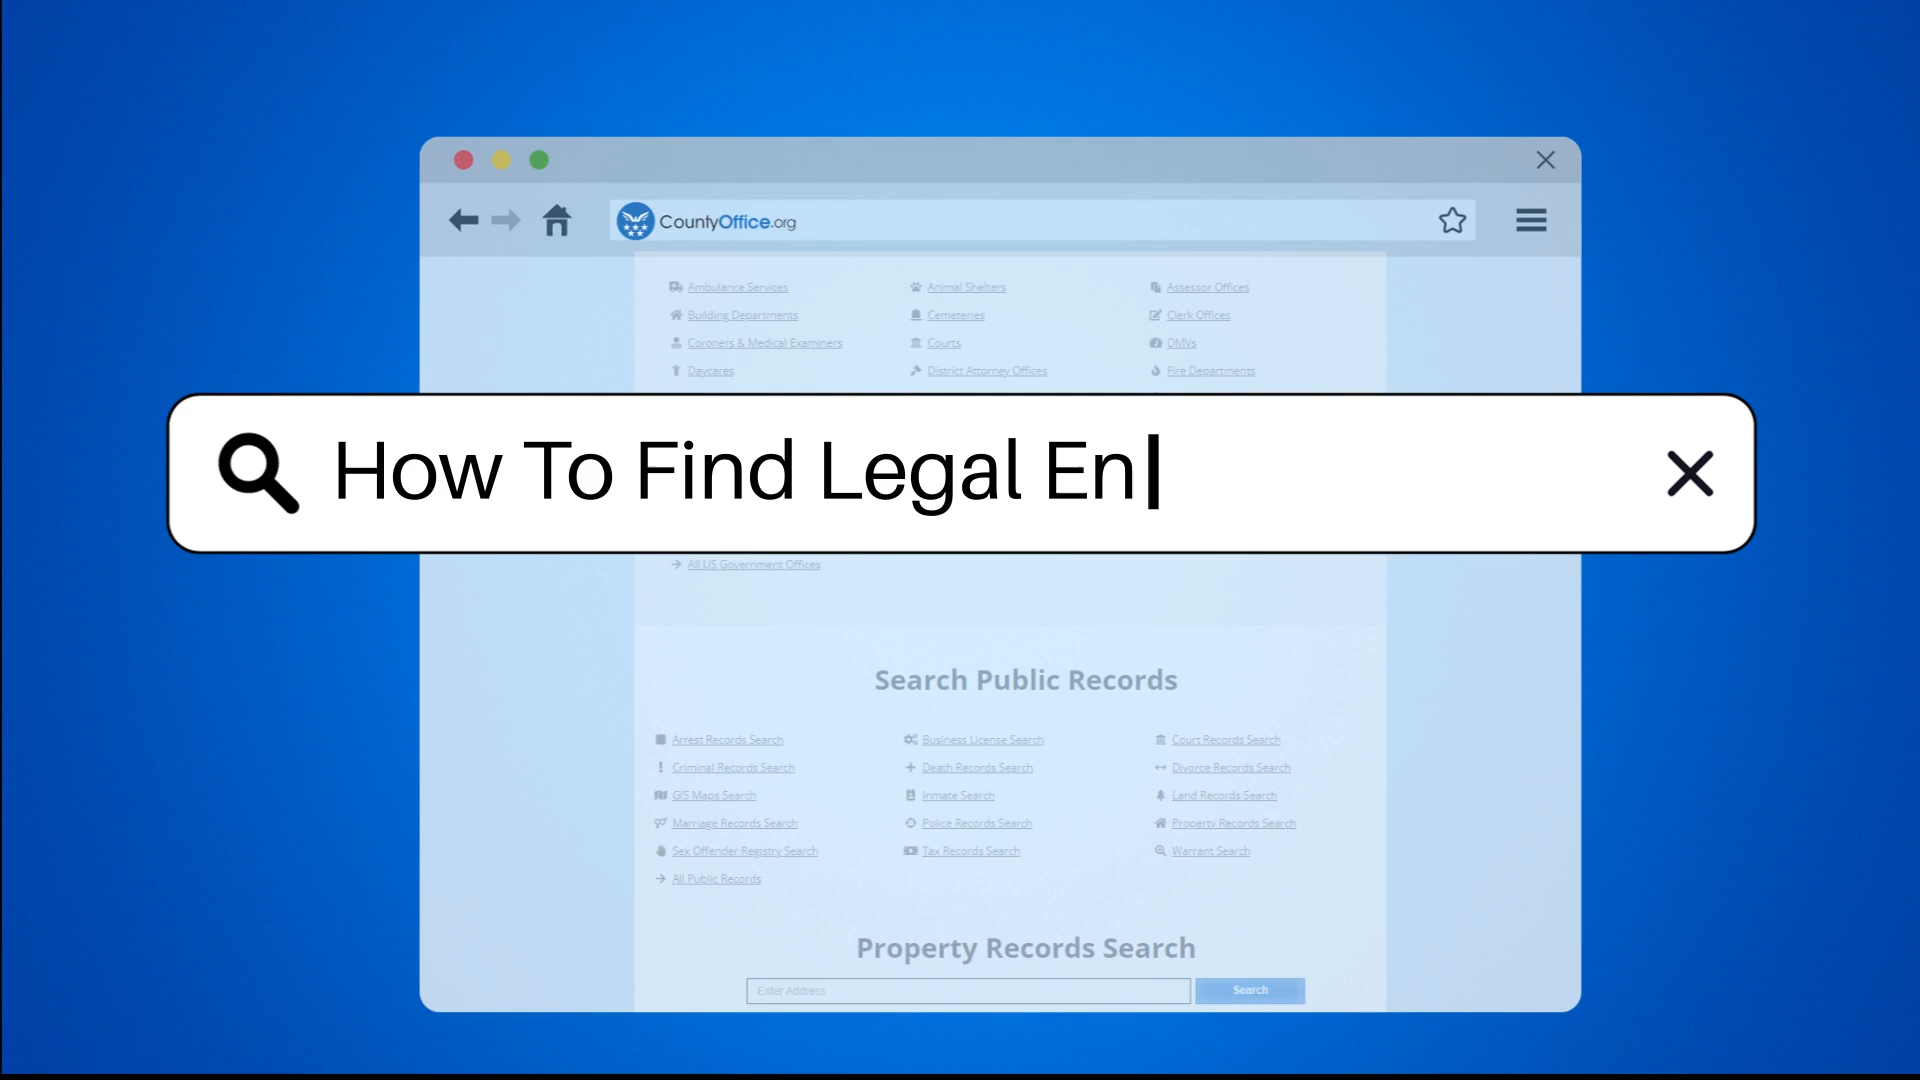 CountyOffice.org
Ambulance Services Animal Shelters Assessor Offices
Building Departments Cemeteries Clerk Offices
Coroners & Medical Examiners Courts DMVs
Daycares District Attorney Offices Fire Departments
How To Find Legal En
All US Government Offices
Search Public Records
Arrest Records Search Business License Search Court Records Search
Criminal Records Search Death Records Search Divorce Records Search
GIS Maps Search Inmate Search Land Records Search
Marriage Records Search Police Records Search Property Records Search
Sex Offender Registry Search Tax Records Search Warrant Search
All Public Records
Property Records Search
Enter Address Search